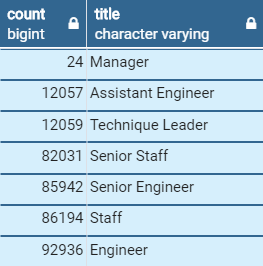 count title
bigint character varying
24 Manager
12057 Assistant Engineer
12059 Technique Leader
82031 Senior Staff
85942 Senior Engineer
86194 Staff
92936 Engineer